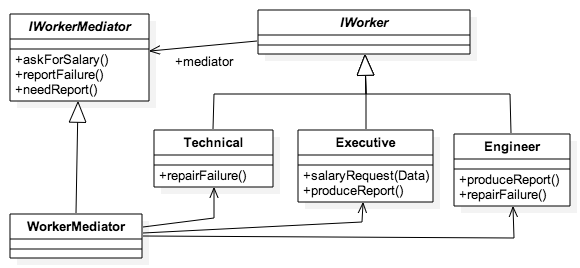 IWorkerMediator
+askForSalary()
+reportFailure()
+needReport()
IWorker
+mediator
Technical
+repairFailure()
Executive
+salaryRequest(Data)
+produceReport()
Engineer
+produceReport()
+repairFailure()
WorkerMediator